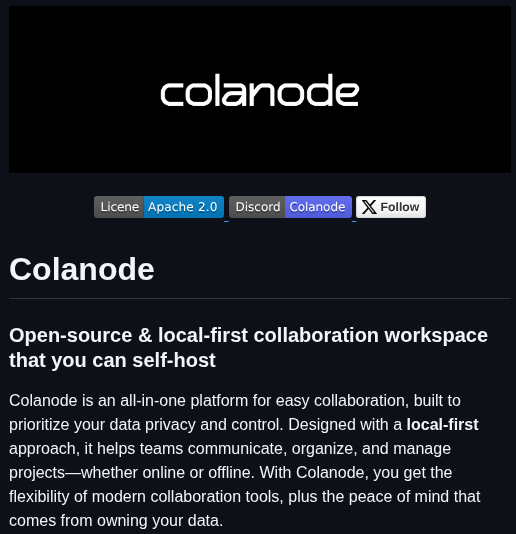 colanode
Licene Apache 2.0 Discord Colanode Follow
Colanode
Open-source & local-first collaboration workspace
that you can self-host
Colanode is an all-in-one platform for easy collaboration, built to
prioritize your data privacy and control. Designed with a local-first
approach, it helps teams communicate, organize, and manage
projects—whether online or offline. With Colanode, you get the
flexibility of modern collaboration tools, plus the peace of mind that
comes from owning your data.